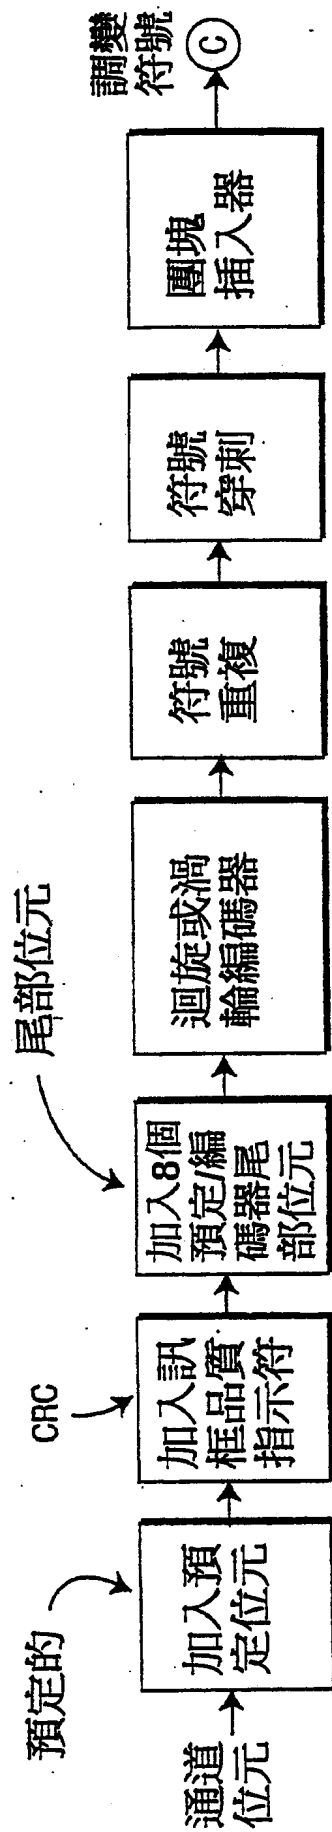 預定的
CRC
尾部位元
通道
位元
加入預
定位元
加入訊
框品質
指示符
加入8個
預定/編
碼器尾
部位元
迴旋或渦
輪編碼器
符號
重複
符號
穿刺
團塊
插入器
調變
符號
C